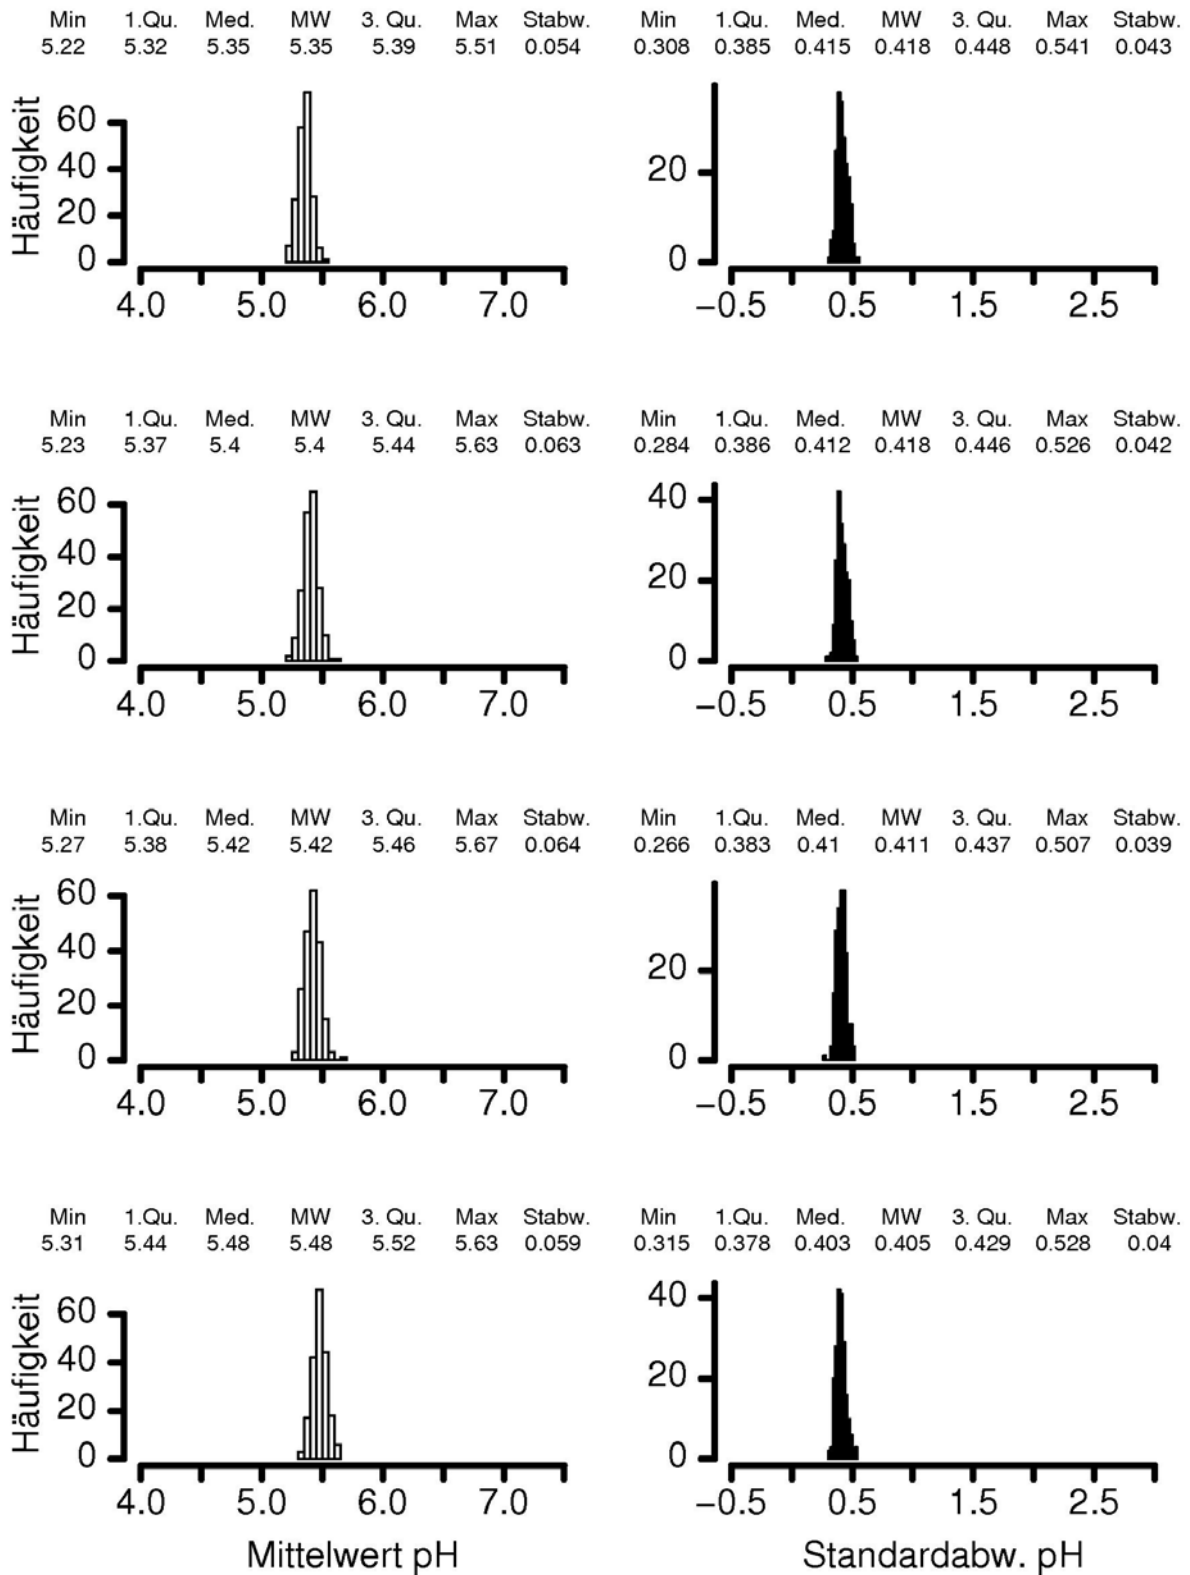 Min 1.Qu. Med. MW 3. Qu. Max Stabw. Min 1.Qu. Med. MW 3. Qu. Max Stabw.
5.22 5.32 5.35 5.35 5.39 5.51 0.054 0.308 0.385 0.415 0.418 0.448 0.541 0.043
Häufigkeit
60
40
20
0
20
0
4.0 5.0 6.0 7.0 −0.5 0.5 1.5 2.5
Min 1.Qu. Med. MW 3. Qu. Max Stabw. Min 1.Qu. Med. MW 3. Qu. Max Stabw.
5.23 5.37 5.4 5.4 5.44 5.63 0.063 0.284 0.386 0.412 0.418 0.446 0.526 0.042
Häufigkeit
60
40
20
0
40
20
0
4.0 5.0 6.0 7.0 −0.5 0.5 1.5 2.5
Min 1.Qu. Med. MW 3. Qu. Max Stabw. Min 1.Qu. Med. MW 3. Qu. Max Stabw.
5.27 5.38 5.42 5.42 5.46 5.67 0.064 0.266 0.383 0.41 0.411 0.437 0.507 0.039
Häufigkeit
60
40
20
0
20
0
4.0 5.0 6.0 7.0 −0.5 0.5 1.5 2.5
Min 1.Qu. Med. MW 3. Qu. Max Stabw. Min 1.Qu. Med. MW 3. Qu. Max Stabw.
5.31 5.44 5.48 5.48 5.52 5.63 0.059 0.315 0.378 0.403 0.405 0.429 0.528 0.04
Häufigkeit
60
40
20
0
40
20
0
4.0 5.0 6.0 7.0 −0.5 0.5 1.5 2.5
Mittelwert pH Standardabw. pH